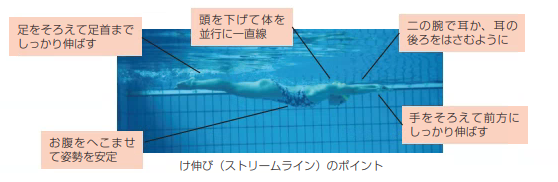 足をそろえて足首まで
しっかり伸ばす
頭を下げて体を
並行に一直線
二の腕で耳か、耳の
後ろをはさむように
お腹をへこませ
て姿勢を安定
手をそろえて前方に
しっかり伸ばす
け伸び（ストリームライン）のポイント